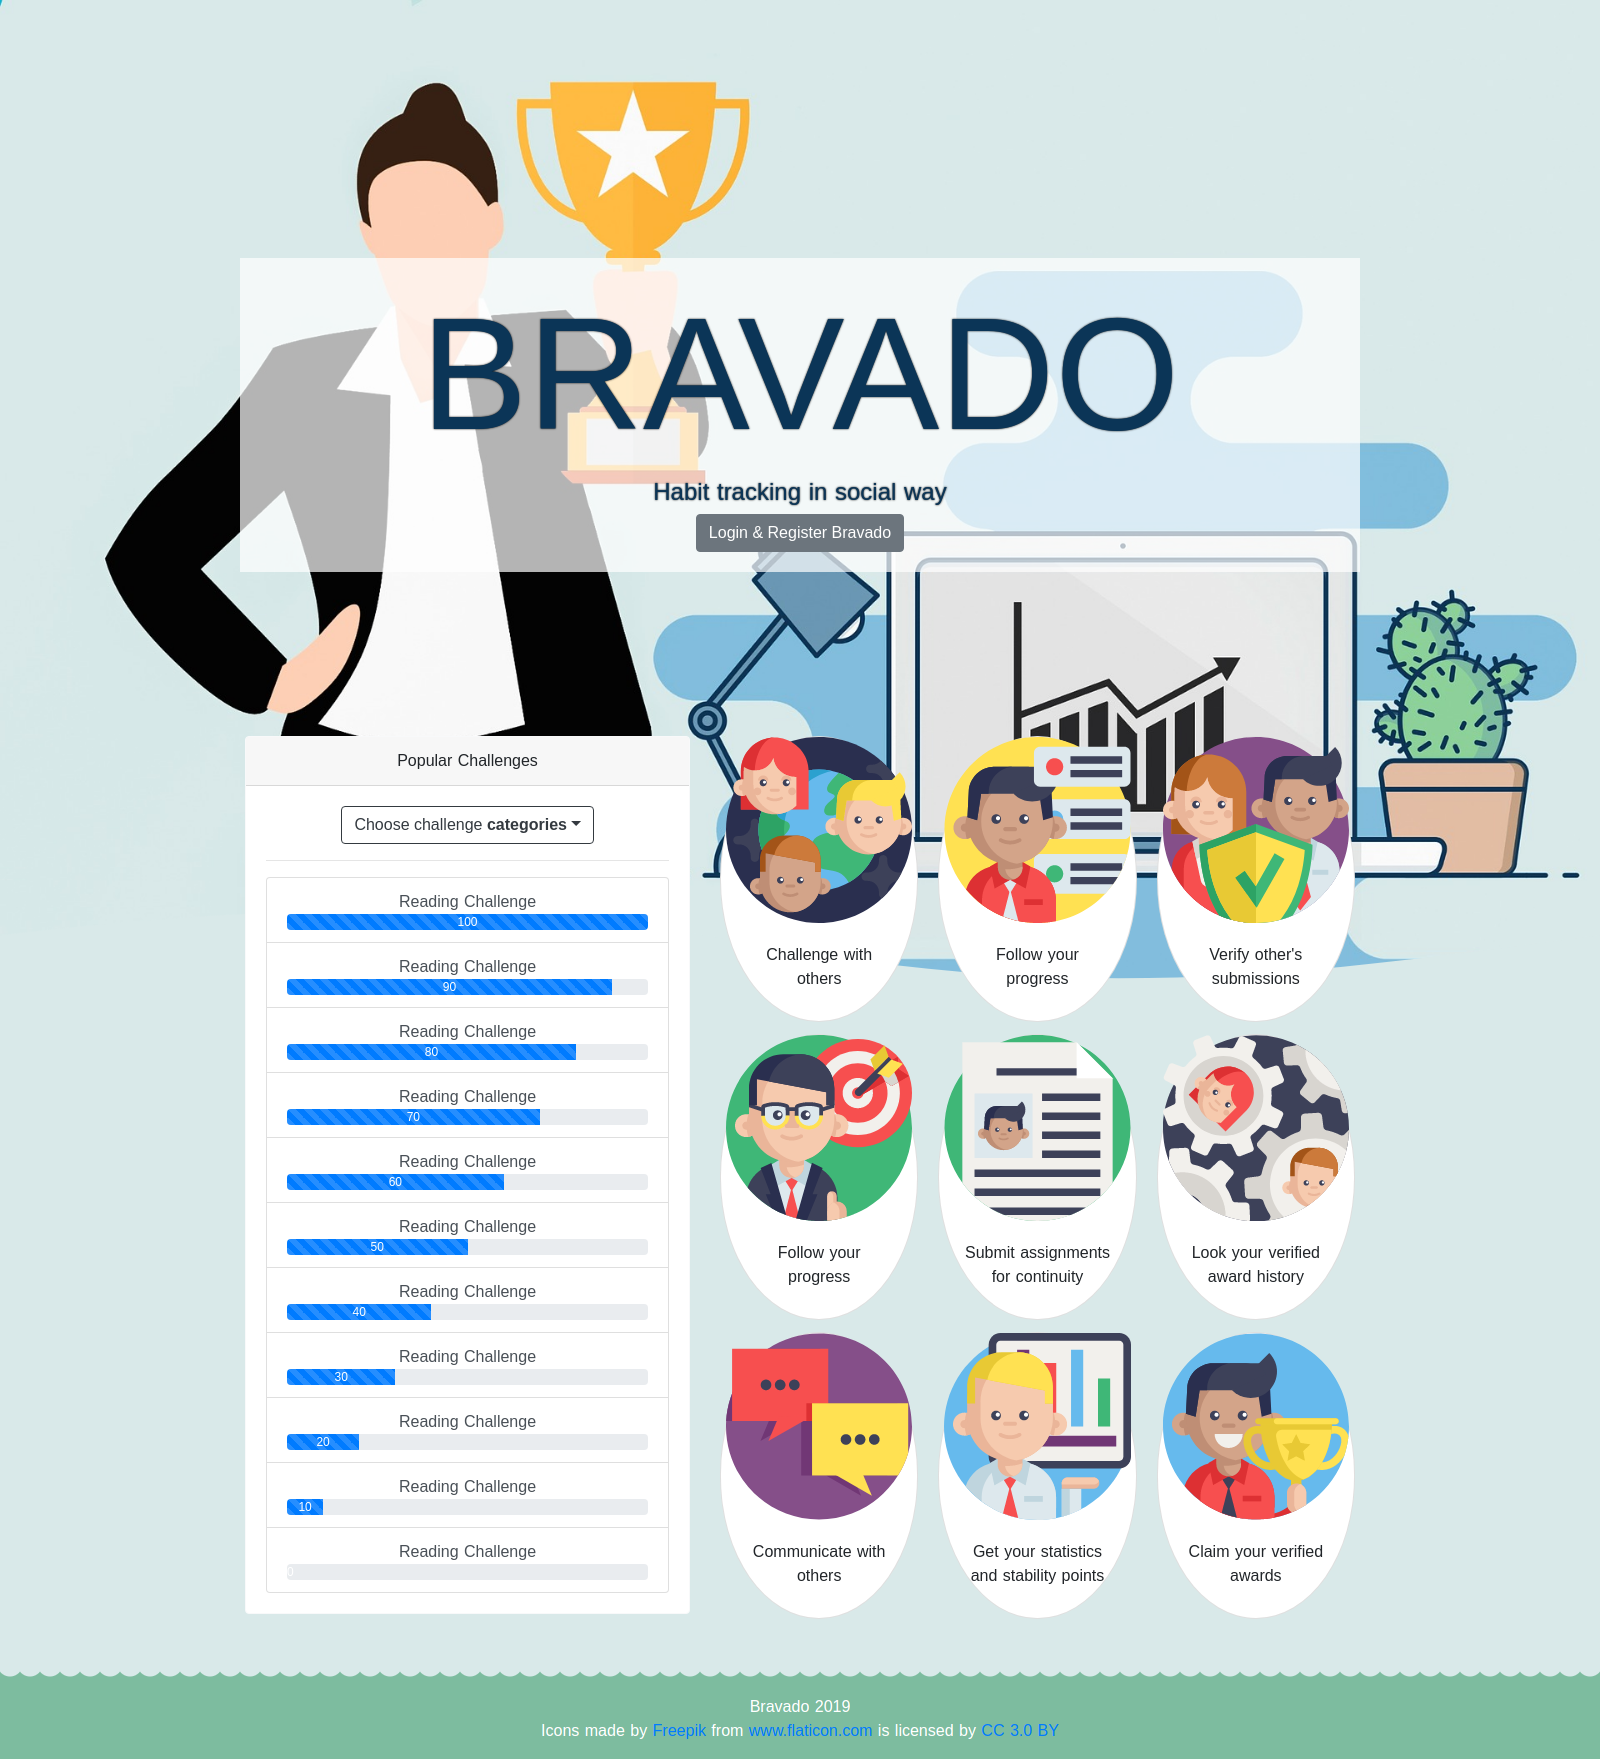 BRAVADO
Habit tracking in social way
Login & Register Bravado
Popular Challenges
Choose challenge categories
Reading Challenge
100
Reading Challenge
90
Reading Challenge
80
Reading Challenge
70
Reading Challenge
60
Reading Challenge
50
Reading Challenge
40
Reading Challenge
30
Reading Challenge
20
Reading Challenge
10
Reading Challenge
0
Challenge with
others
Follow your
progress
Verify other's
submissions
Follow your
progress
Submit assignments
for continuity
Look your verified
award history
Communicate with
others
Get your statistics
and stability points
Claim your verified
awards
Bravado 2019
Icons made by Freepik from www.flaticon.com is licensed by CC 3.0 BY